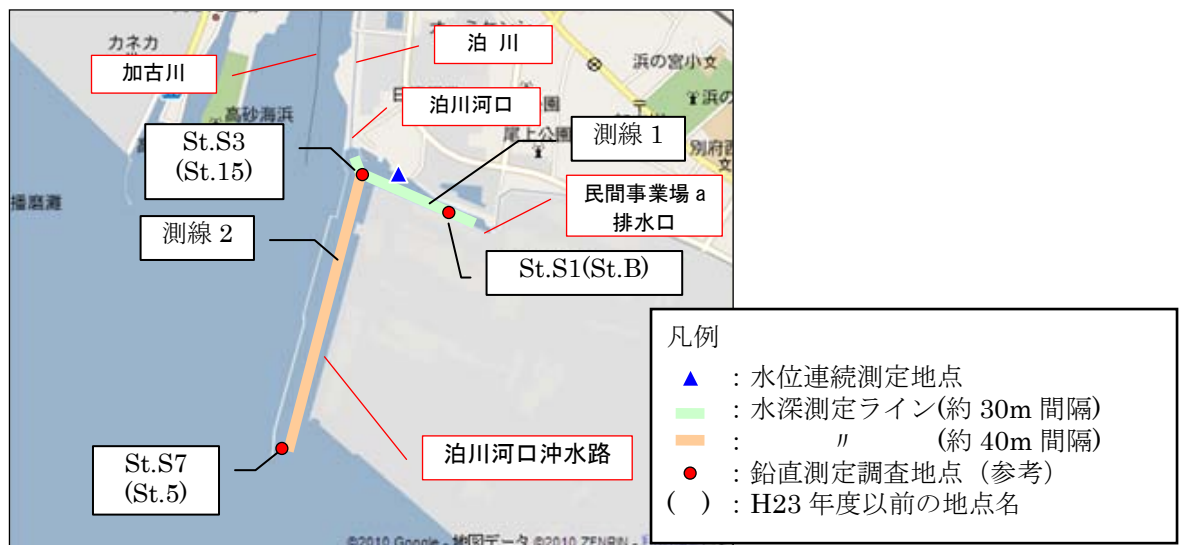 カネカ
加古川
泊 川
浜の宮小
泊川河口
高砂海浜
尾上公園
別府西
St.S3
(St.15)
測線 1
播磨灘
民間事業場 a
排水口
測線 2
St.S1(St.B)
泊川河口沖水路
St.S7
(St.5)
©2010 Google - 地図データ ©2010 ZENRIN -
凡例
▲ : 水位連続測定地点
: 水深測定ライン(約 30m 間隔)
: 〃 (約 40m 間隔)
● : 鉛直測定調査地点（参考）
( ) : H23 年度以前の地点名